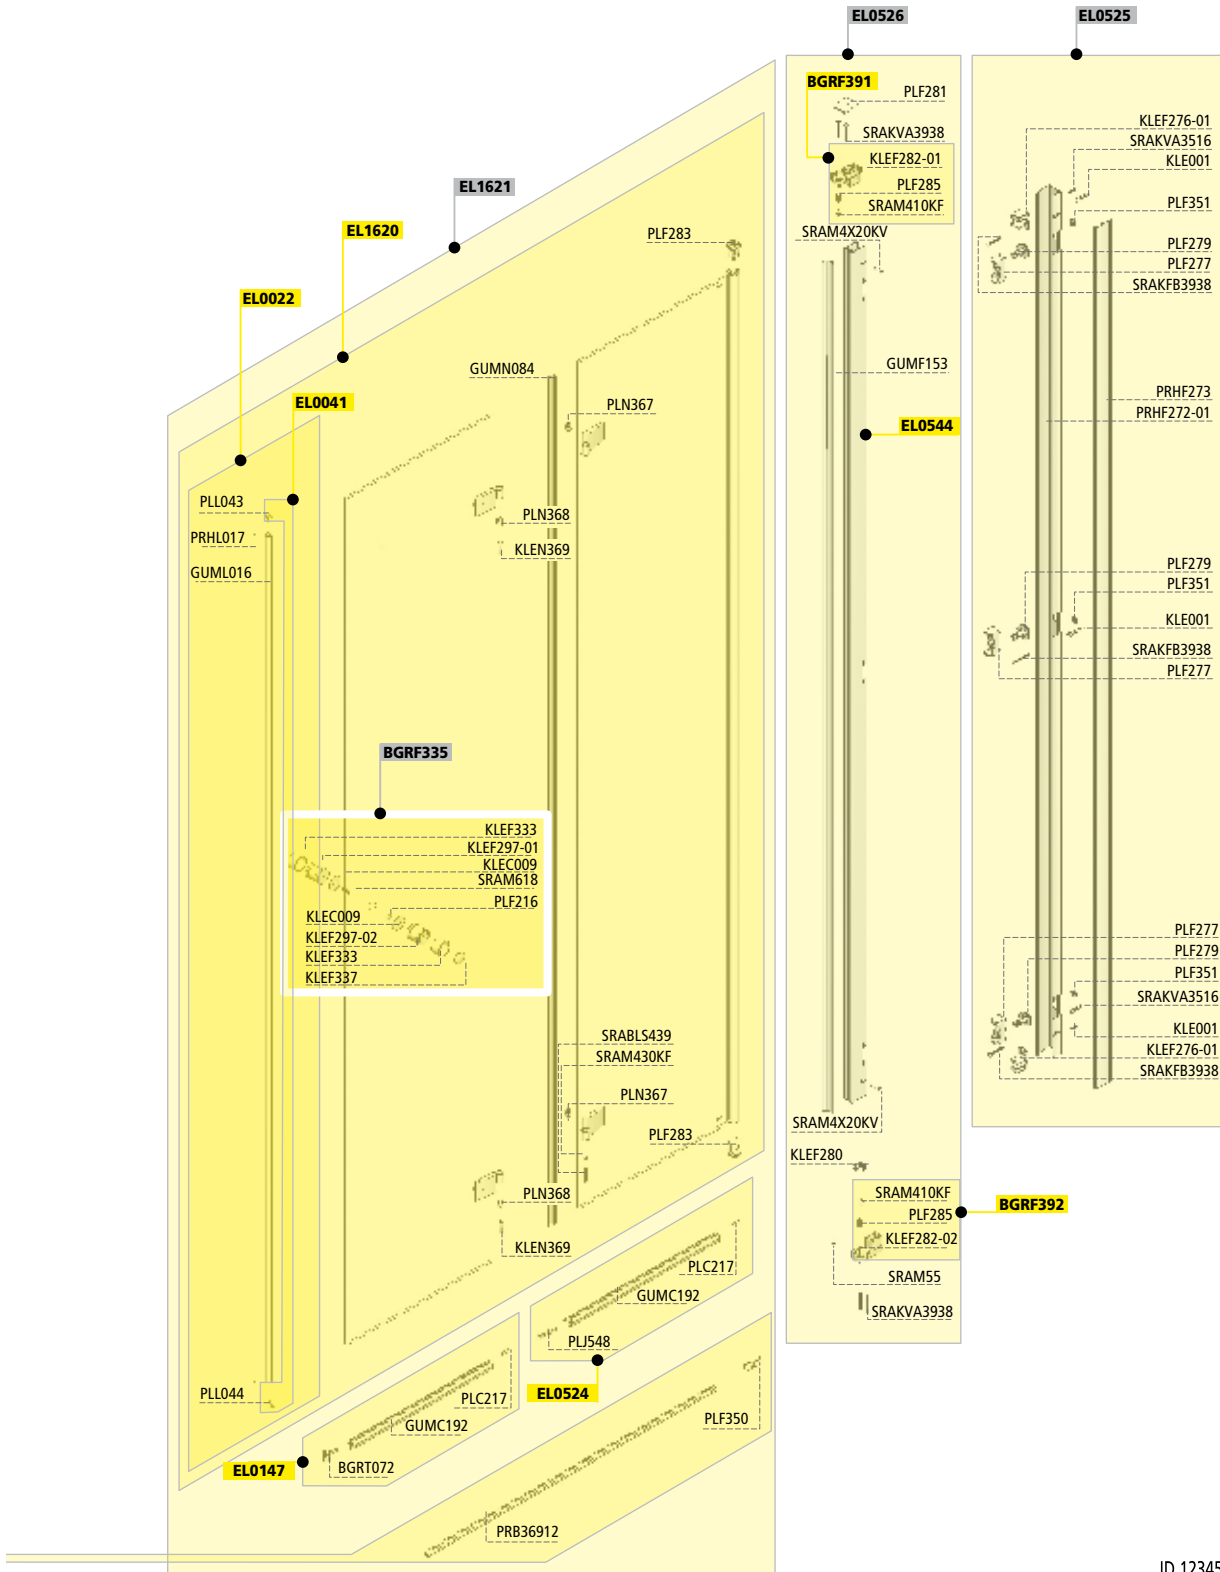 EL0526
EL0525
BGRF391
PLF281
SRAKVA3938
KLEF282-01
PLF285
SRAM410KF
SRAM4X20KV
GUMF153
EL0544
KLEF276-01
SRAKVA3516
KLE001
PLF351
PLF279
PLF277
SRAKFB3938
PRHF273
PRHF272-01
PLF279
PLF351
KLE001
SRAKFB3938
PLF277
PLF277
PLF279
PLF351
SRAKVA3516
KLE001
KLEF276-01
SRAKFB3938
EL1621
EL1620
EL0022
EL0041
PLF283
GUMN084
PLN367
PLN368
KLEN369
PLL043
PRHL017
GUML016
BGRF335
KLEF333
KLEF297-01
KLEC009
SRAM618
PLF216
KLEC009
KLEF297-02
KLEF333
KLEF337
SRABLS439
SRAM430KF
PLN367
PLF283
PLN368
KLEN369
SRAM4X20KV
KLEF280
SRAM410KF
PLF285
KLEF282-02
BGRF392
SRAM55
SRAKVA3938
PLC217
GUMC192
PLJ548
EL0524
PLL044
PLC217
GUMC192
BGRT072
EL0147
PLF350
PRB36912
ID 12345